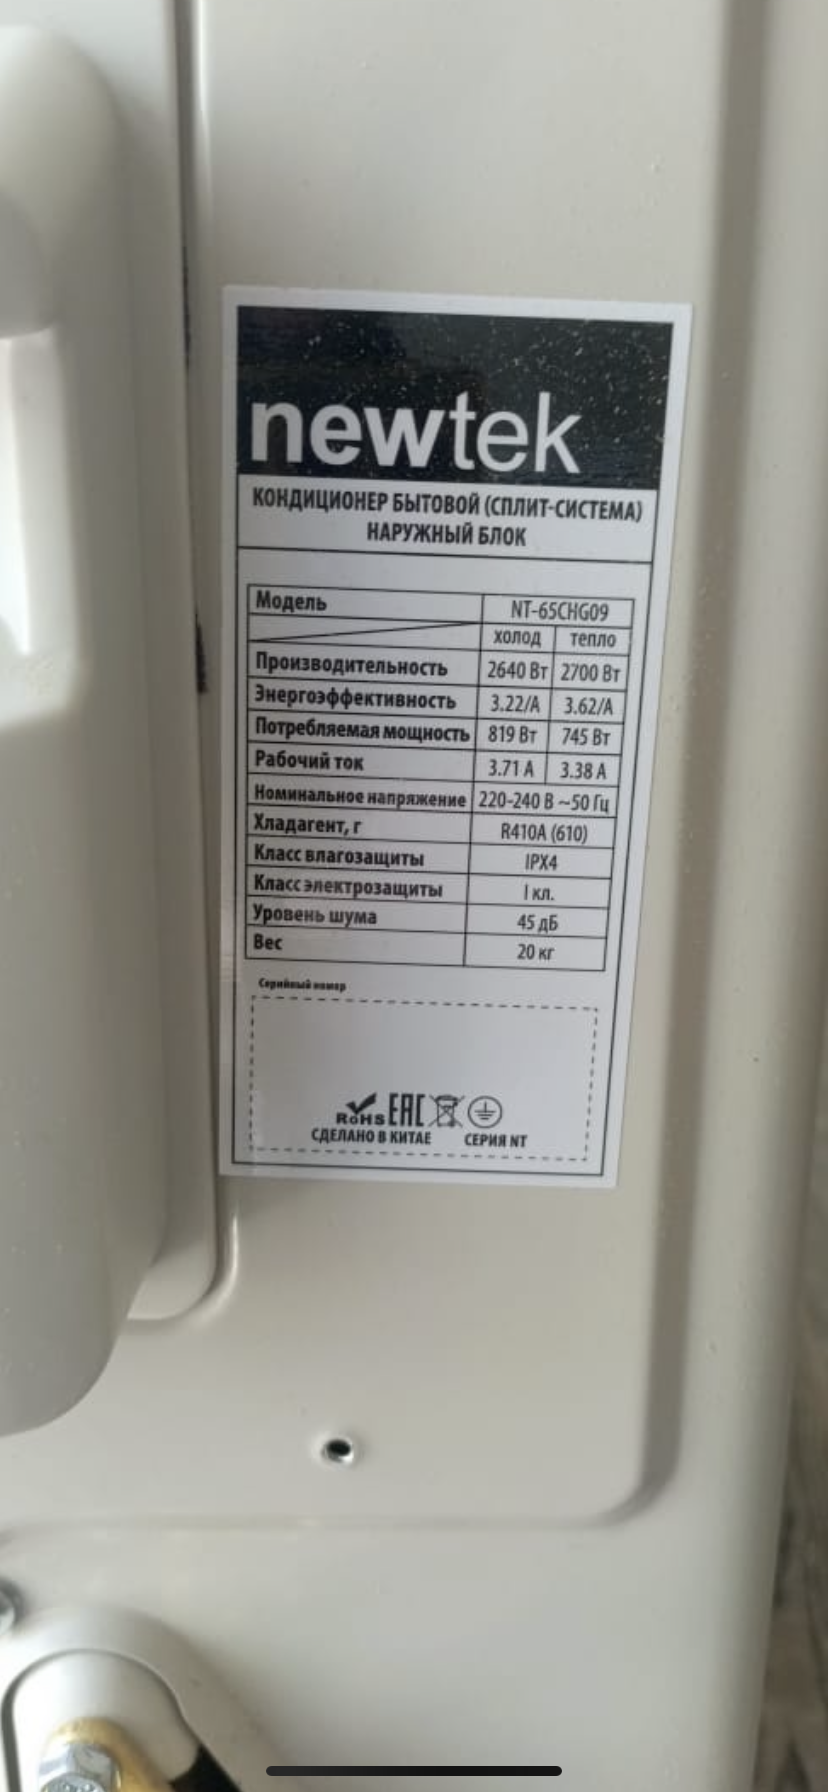 newtek
КОНДИЦИОНЕР БЫТОВОЙ (СПЛИТ-СИСТЕМА)
НАРУЖНЫЙ БЛОК
Модель NT-65CHG09
холод тепло
Производительность 2640 Вт 2700 Вт
Энергоэффективность 3.22/А 3.62/А
Потребляемая мощность 819 Вт 745 Вт
Рабочий ток 3.71 А 3.38 А
Номинальное напряжение 220-240 В ~50 Гц
Хладагент, г R410A (610)
Класс влагозащиты IPX4
Класс электрозащиты I кл.
Уровень шума 45 дБ
Вес 20 кг
Серийный номер
RoHS EAC
СДЕЛАНО В КИТАЕ СЕРИЯ NT